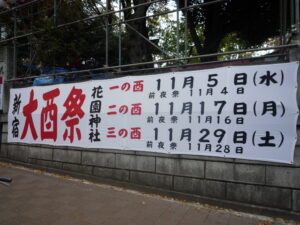 新宿
大酉祭
花園神社
一の酉 11月5日(水)
前夜祭 11月4日
二の酉 11月17日(月)
前夜祭 11月16日
三の酉 11月29日(土)
前夜祭 11月28日